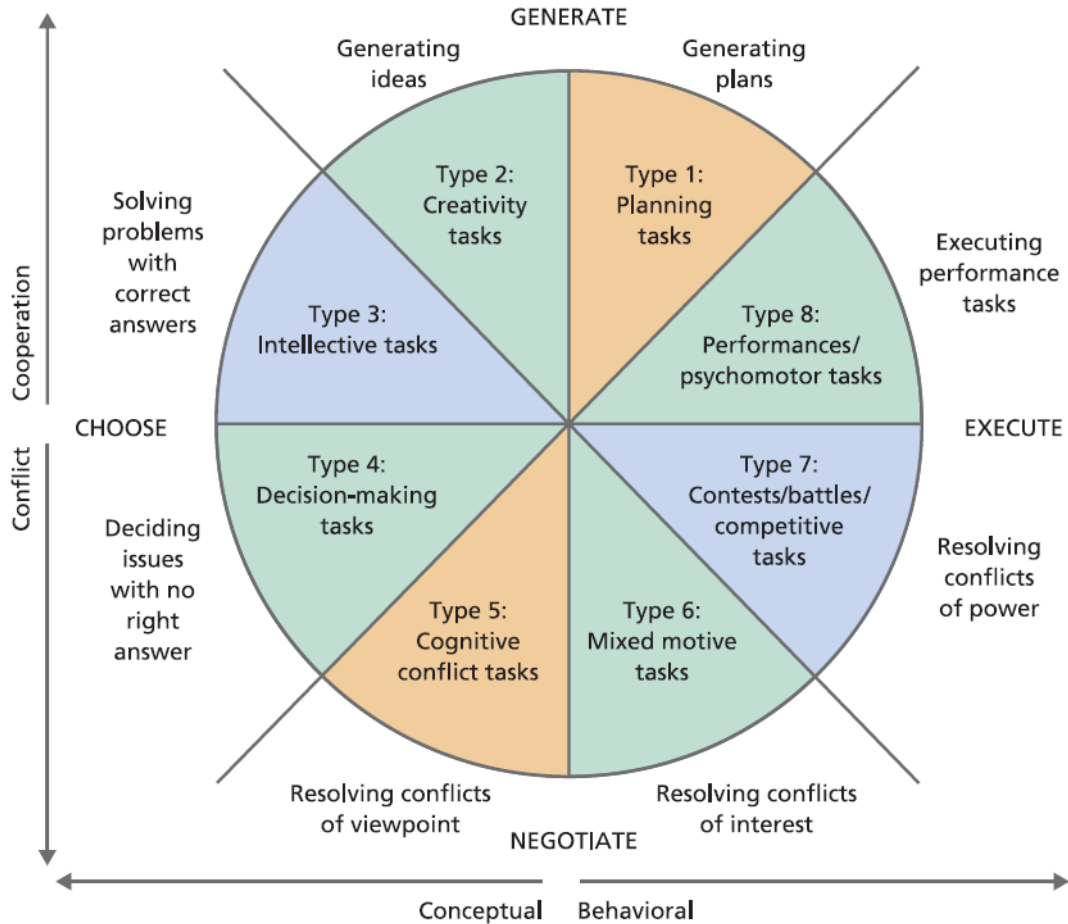 GENERATE
Generating
ideas
Generating
plans
Type 2:
Creativity
tasks
Type 1:
Planning
tasks
Solving
problems
with
correct
answers
Type 3:
Intellective tasks
Type 8:
Performances/
psychomotor tasks
Executing
performance
tasks
Cooperation
Conflict
CHOOSE
EXECUTE
Type 4:
Decision-making
tasks
Type 7:
Contests/battles/
competitive
tasks
Deciding
issues
with no
right
answer
Type 5:
Cognitive
conflict tasks
Type 6:
Mixed motive
tasks
Resolving
conflicts
of power
Resolving conflicts
of viewpoint
Resolving conflicts
of interest
NEGOTIATE
Conceptual
Behavioral